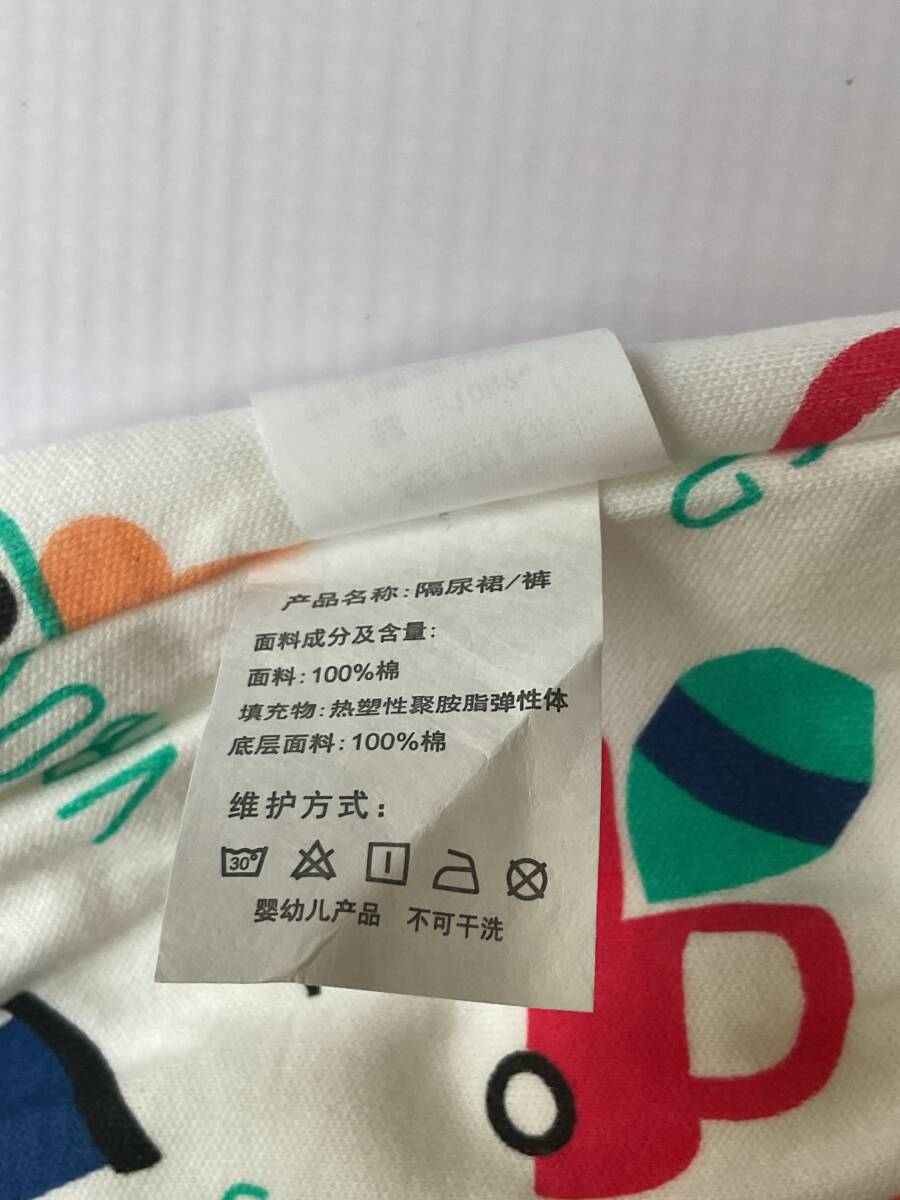 产品名称：隔尿裙/裤
面料成分及含量：
面料：100%棉
填充物：热塑性聚胺脂弹性体
底层面料：100%棉
维护方式：
30°
婴幼儿产品 不可干洗